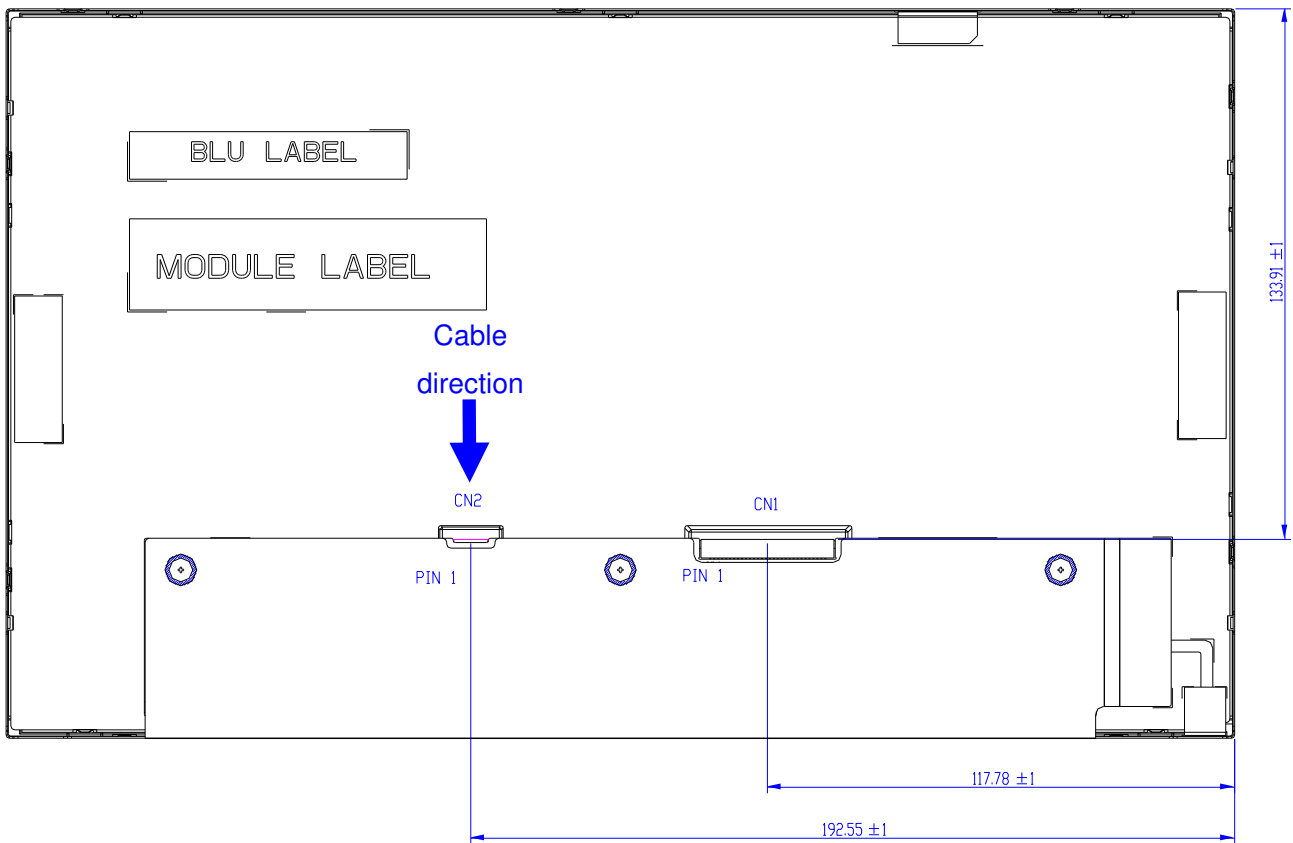 BLU LABEL
MODULE LABEL
133.91 ±1
Cable
direction
CN2
CN1
PIN 1
PIN 1
117.78 ±1
192.55 ±1